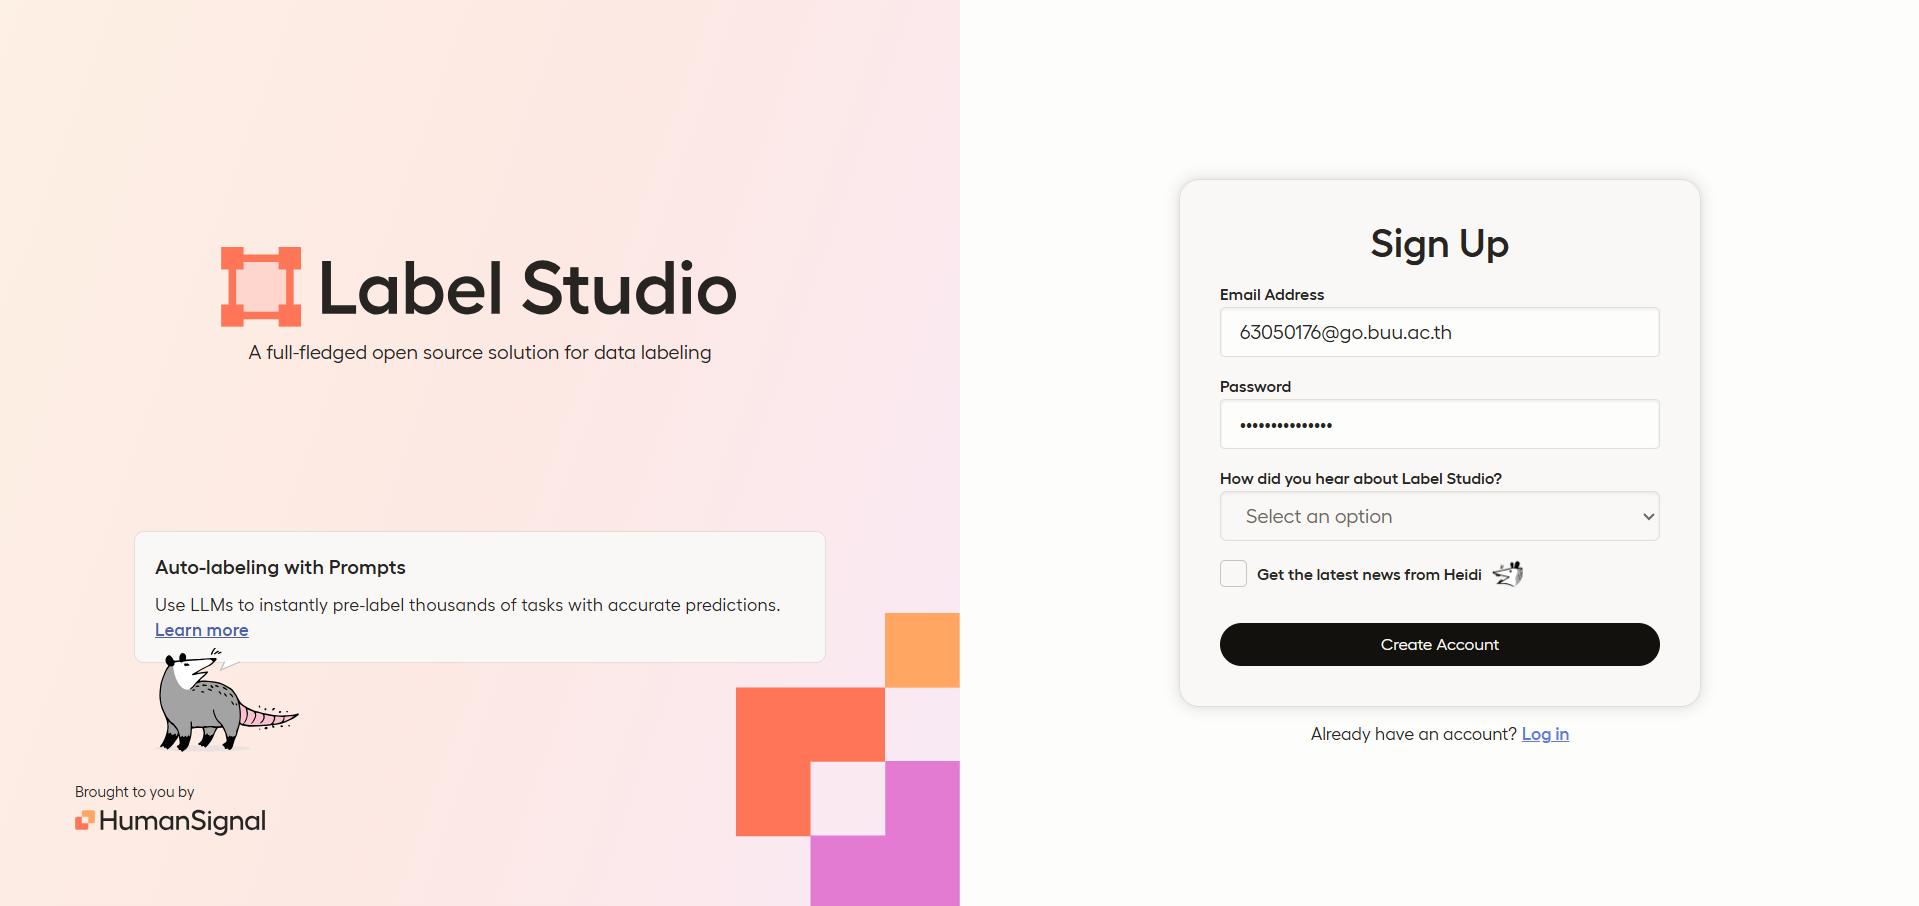 Label Studio
A full-fledged open source solution for data labeling
Auto-labeling with Prompts
Use LLMs to instantly pre-label thousands of tasks with accurate predictions.
Learn more
Brought to you by
HumanSignal
Sign Up
Email Address
63050176@go.buu.ac.th
Password
•••••••••••••••
How did you hear about Label Studio?
Select an option
Get the latest news from Heidi
Create Account
Already have an account? Log in